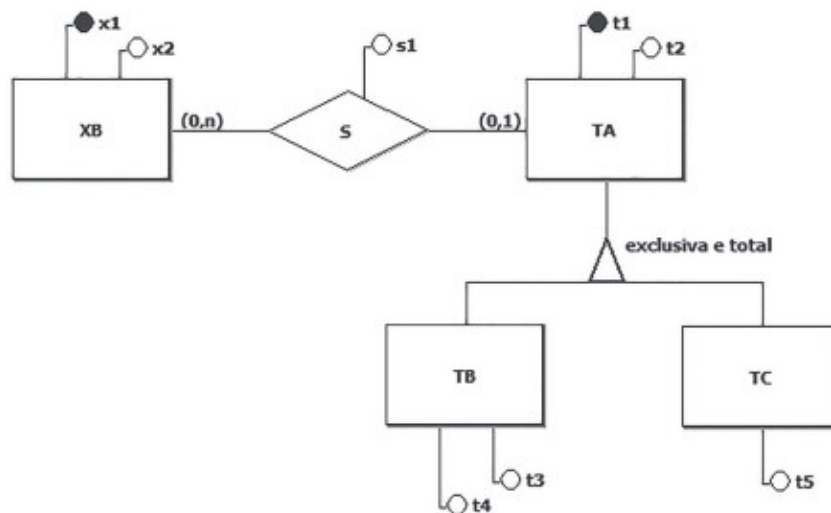 x1
x2
s1
t1
t2
XB
(0,n)
S
(0,1)
TA
exclusiva e total
TB
TC
t3
t4
t5